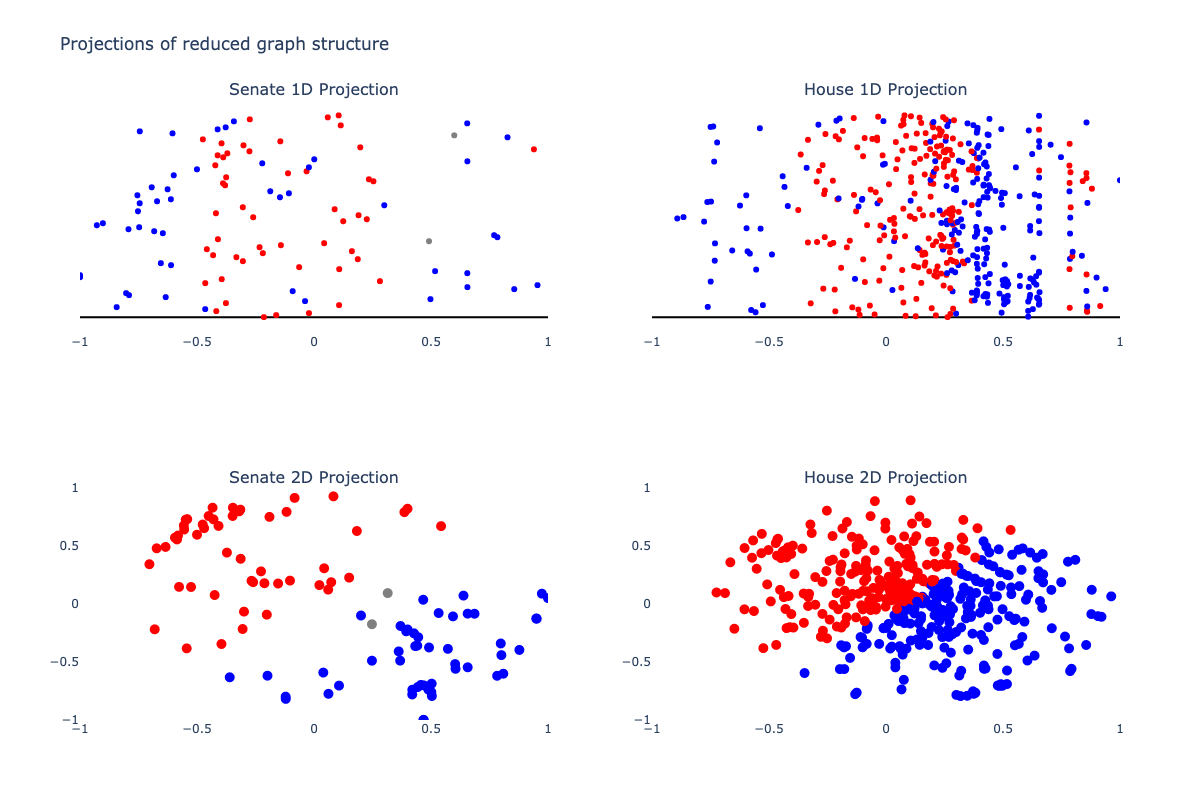 Projections of reduced graph structure
Senate 1D Projection
House 1D Projection
−1 −0.5 0 0.5 1
−1 −0.5 0 0.5 1
Senate 2D Projection
House 2D Projection
1
0.5
0
−0.5
−1
−1 −0.5 0 0.5 1
1
0.5
0
−0.5
−1
−1 −0.5 0 0.5 1